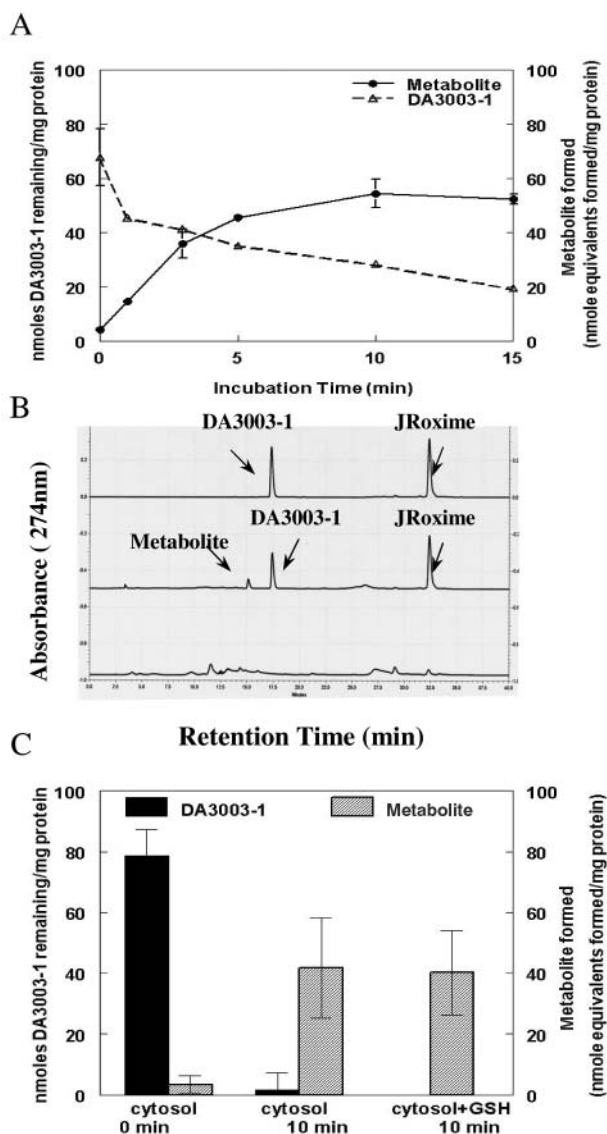 A
nmoles DA3003-1 remaining/mg protein
100
80
60
40
20
0
Metabolite
DA3003-1
100
80
60
40
20
0
Metabolite formed
(nmole equivalents formed/mg protein)
0
5
10
15
Incubation Time (min)
B
Absorbance ( 274nm)
DA3003-1
JRoxime
Metabolite
DA3003-1
JRoxime
Retention Time (min)
C
nmoles DA3003-1 remaining/mg protein
100
80
60
40
20
0
DA3003-1
Metabolite
100
80
60
40
20
0
Metabolite formed
(nmole equivalents formed/mg protein)
cytosol
0 min
cytosol
10 min
cytosol+GSH
10 min